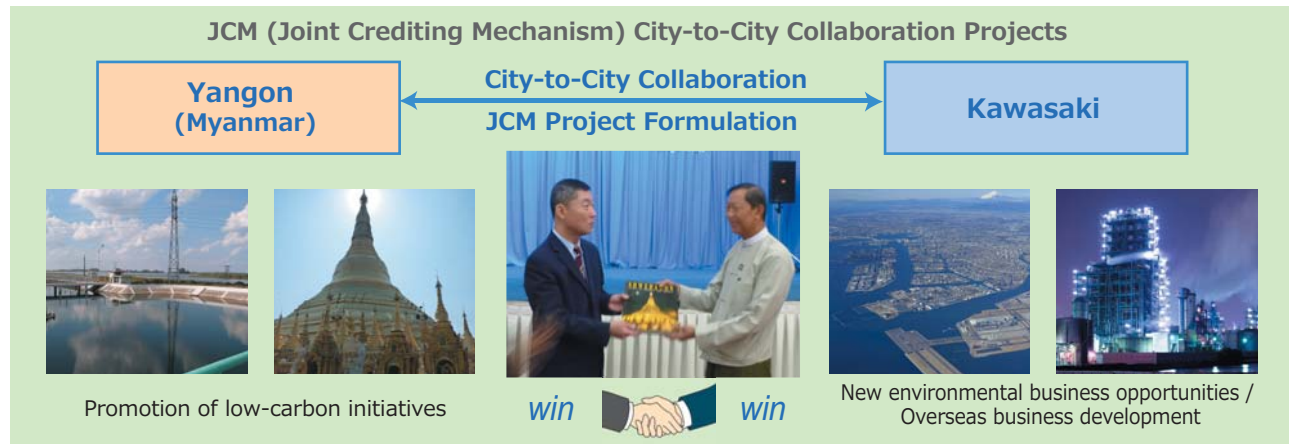 JCM (Joint Crediting Mechanism) City-to-City Collaboration Projects
Yangon
(Myanmar)
City-to-City Collaboration
JCM Project Formulation
Kawasaki
Promotion of low-carbon initiatives
win
win
New environmental business opportunities /
Overseas business development